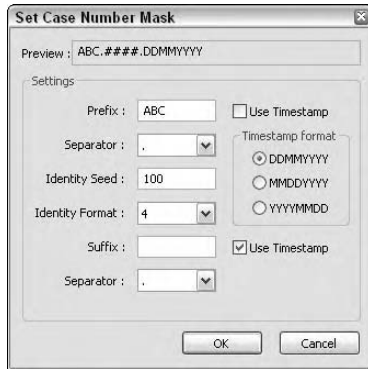 Set Case Number Mask
Preview : ABC.####.DDMMYYYY
Settings
Prefix : ABC Use Timestamp
Separator : . Timestamp format
DDMMYYYY
Identity Seed : 100 MMDDYYYY
Identity Format : 4 YYYYMMDD
Suffix : Use Timestamp
Separator : .
OK Cancel